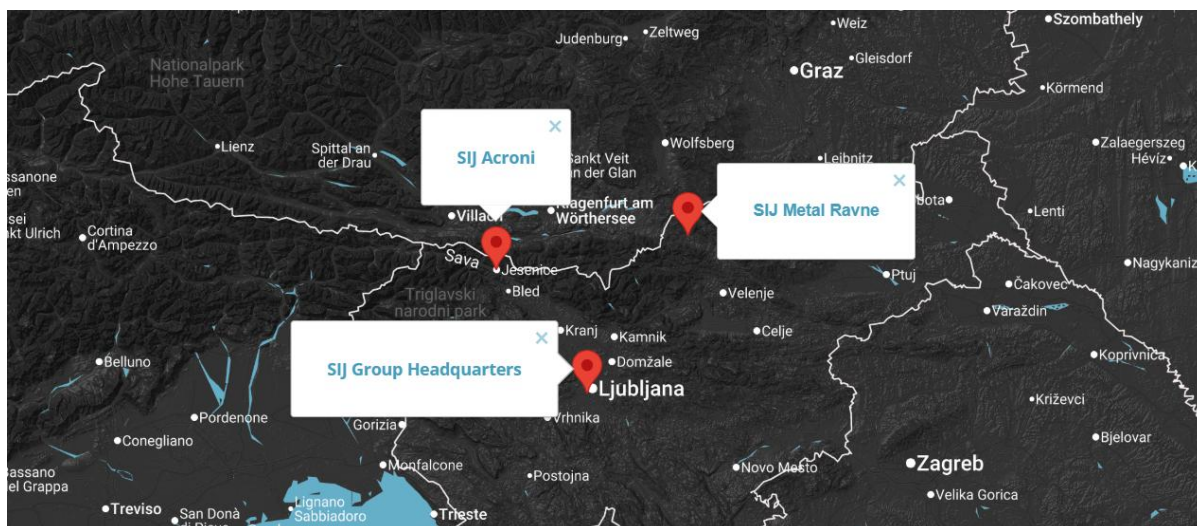 Szombathely
Weiz
Zeltweg
Judenburg
Gleisdorf
Graz
Nationalpark
Hohe Tauern
Körmend
Wolfsberg
Zalaegerszeg
Lienz
Spittal an
der Drau
×
SIJ Acroni
Sankt Veit
an der Glan
Leibnitz
Hévíz
×
SIJ Metal Ravne
Villach
Klagenfurt am
Wörthersee
Lenti
Cortina
d'Ampezzo
Sava
Jesenice
Nagykaniz
Ptuj
Čakovec
Bled
Triglavski
narodni park
Velenje
Varaždin
Kranj
Kamnik
Celje
×
SIJ Group Headquarters
Belluno
Domžale
Koprivnica
Ljubljana
Križevci
Pordenone
Vrhnika
Gorizia
Conegliano
Bjelovar
Monfalcone
Postojna
Novo Mesto
Zagreb
Velika Gorica
Treviso
San Donà
Lignano
Sabbiadoro
Trieste